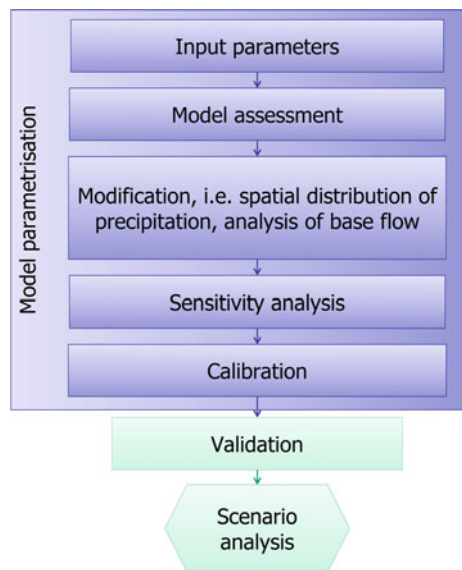 Model parametrisation
Input parameters
Model assessment
Modification, i.e. spatial distribution of
precipitation, analysis of base flow
Sensitivity analysis
Calibration
Validation
Scenario
analysis